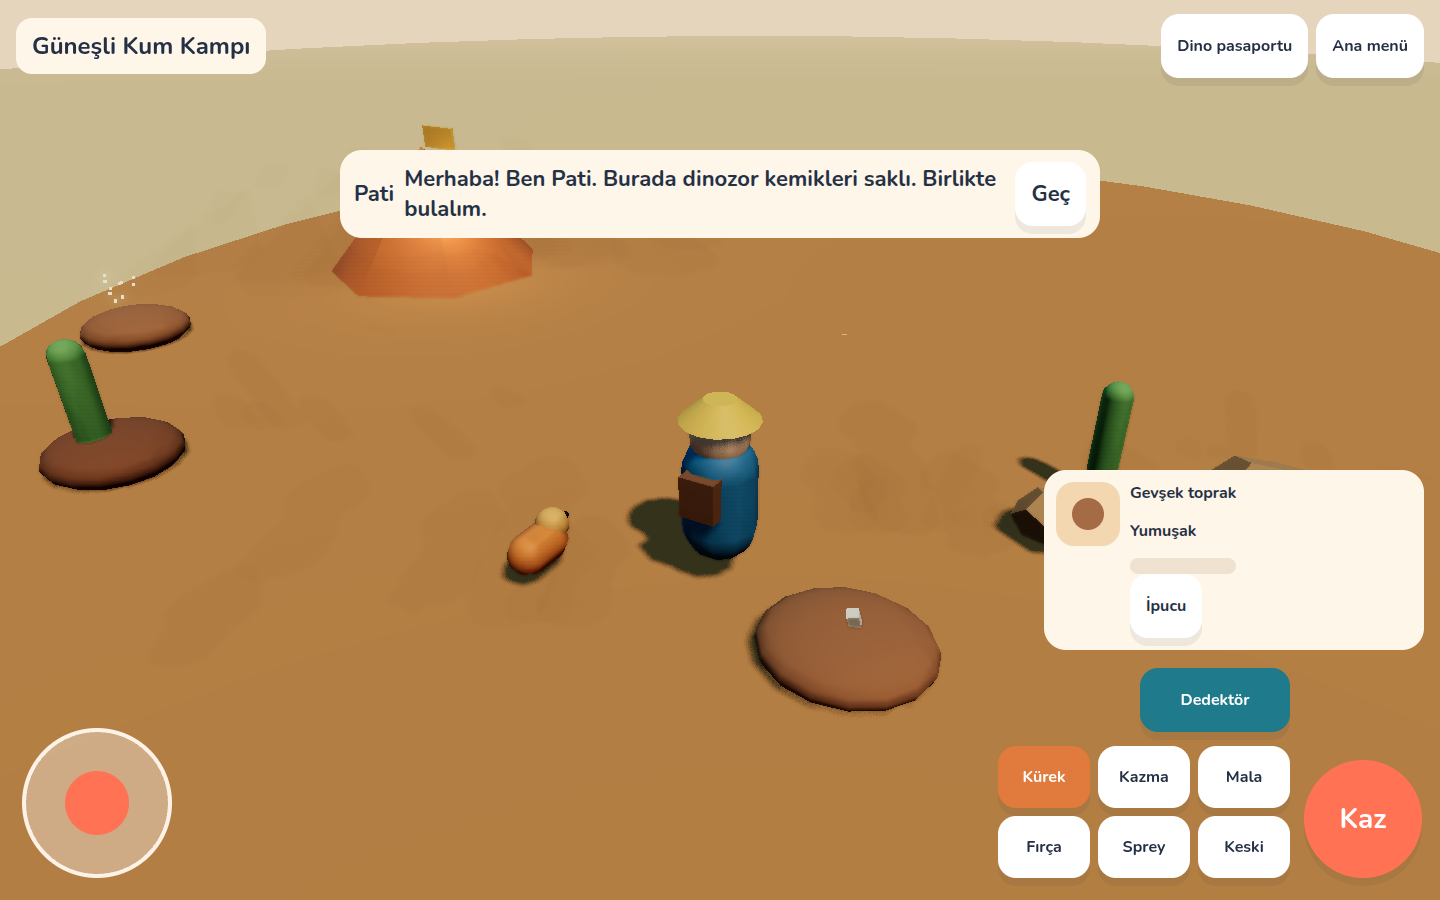 Güneşli Kum Kampı
Dino pasaportu
Ana menü
Pati
Merhaba! Ben Pati. Burada dinozor kemikleri saklı. Birlikte
bulalım.
Geç
Gevşek toprak
Yumuşak
İpucu
Dedektör
Kürek
Kazma
Mala
Fırça
Sprey
Keski
Kaz